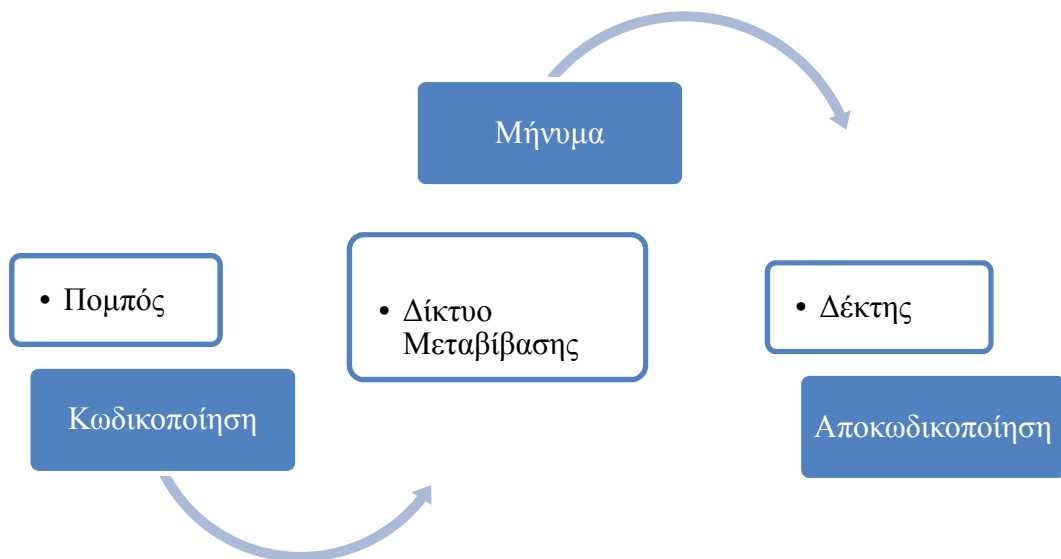 Μήνυμα
• Πομπός
• Δίκτυο
Μεταβίβασης
• Δέκτης
Κωδικοποίηση
Αποκωδικοποίηση